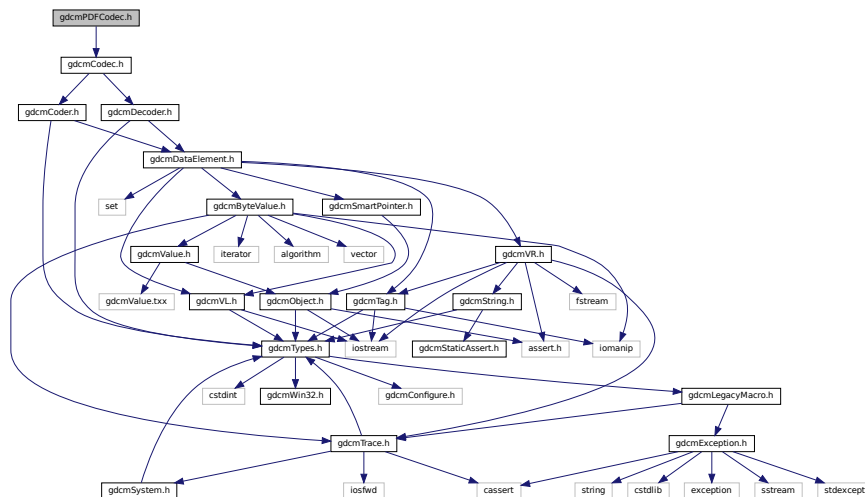 gdcmPDFCodec.h
gdcmCodec.h
gdcmCoder.h
gdcmDecoder.h
gdcmDataElement.h
set
gdcmByteValue.h
gdcmSmartPointer.h
gdcmValue.h
iterator
algorithm
vector
gdcmVR.h
gdcmValue.txx
gdcmVL.h
gdcmObject.h
gdcmTag.h
gdcmString.h
fstream
gdcmTypes.h
iostream
gdcmStaticAssert.h
assert.h
iomanip
cstdint
gdcmWin32.h
gdcmConfigure.h
gdcmLegacyMacro.h
gdcmTrace.h
gdcmException.h
gdcmSystem.h
iosfwd
cassert
string
cstdlib
exception
sstream
stdexcept